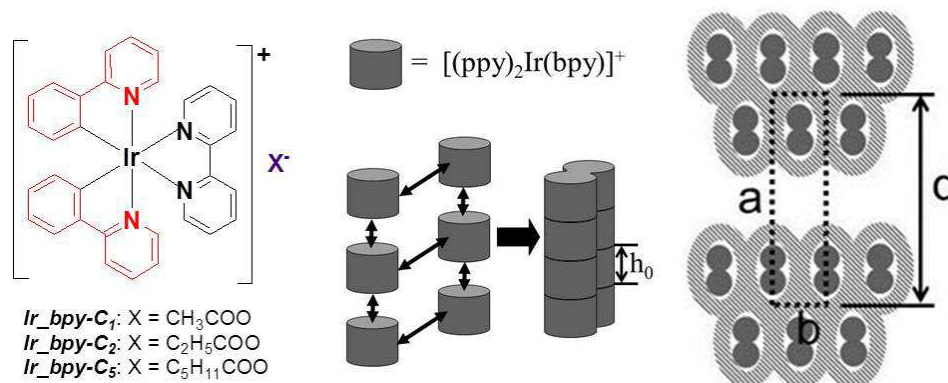 N
N
Ir
N
N
+
X⁻
Ir_bpy-C₁: X = CH₃COO
Ir_bpy-C₂: X = C₂H₅COO
Ir_bpy-C₅: X = C₅H₁₁COO
= [(ppy)₂Ir(bpy)]⁺
h₀
a
d
b